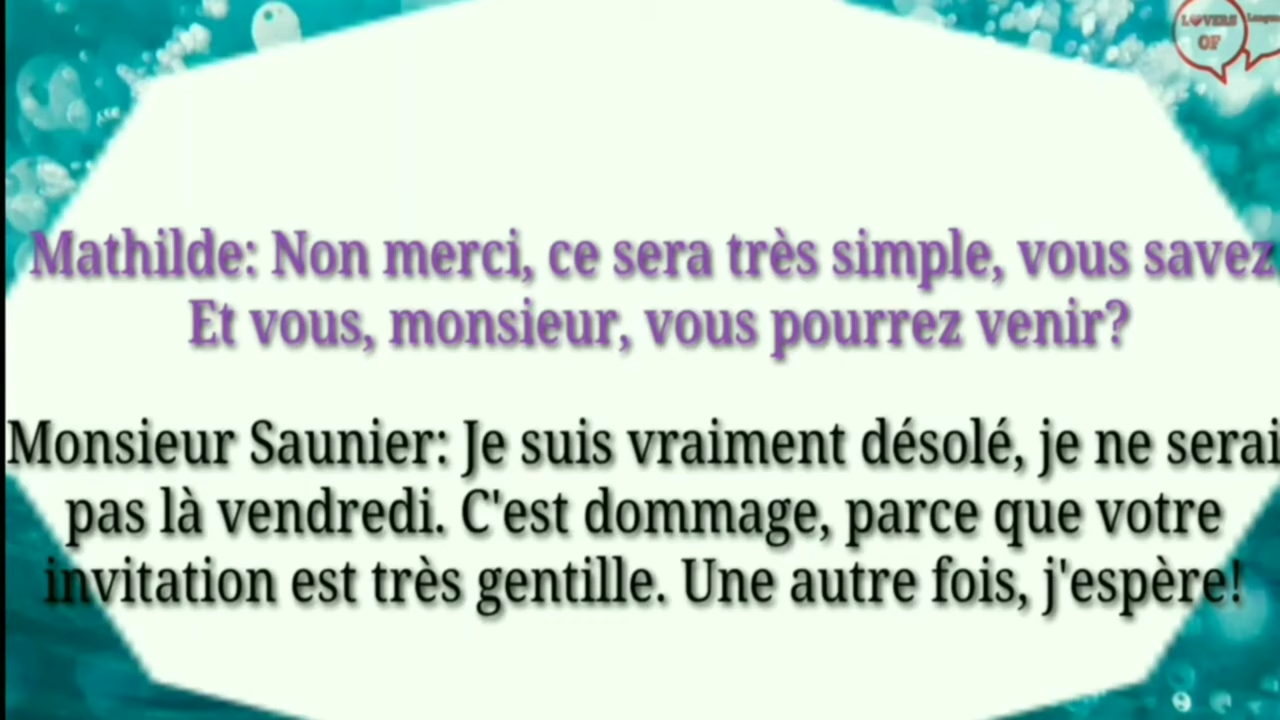 LOVERS
OF
Mathilde: Non merci, ce sera très simple, vous savez
Et vous, monsieur, vous pourrez venir?
Monsieur Saunier: Je suis vraiment désolé, je ne serai
pas là vendredi. C'est dommage, parce que votre
invitation est très gentille. Une autre fois, j'espère!